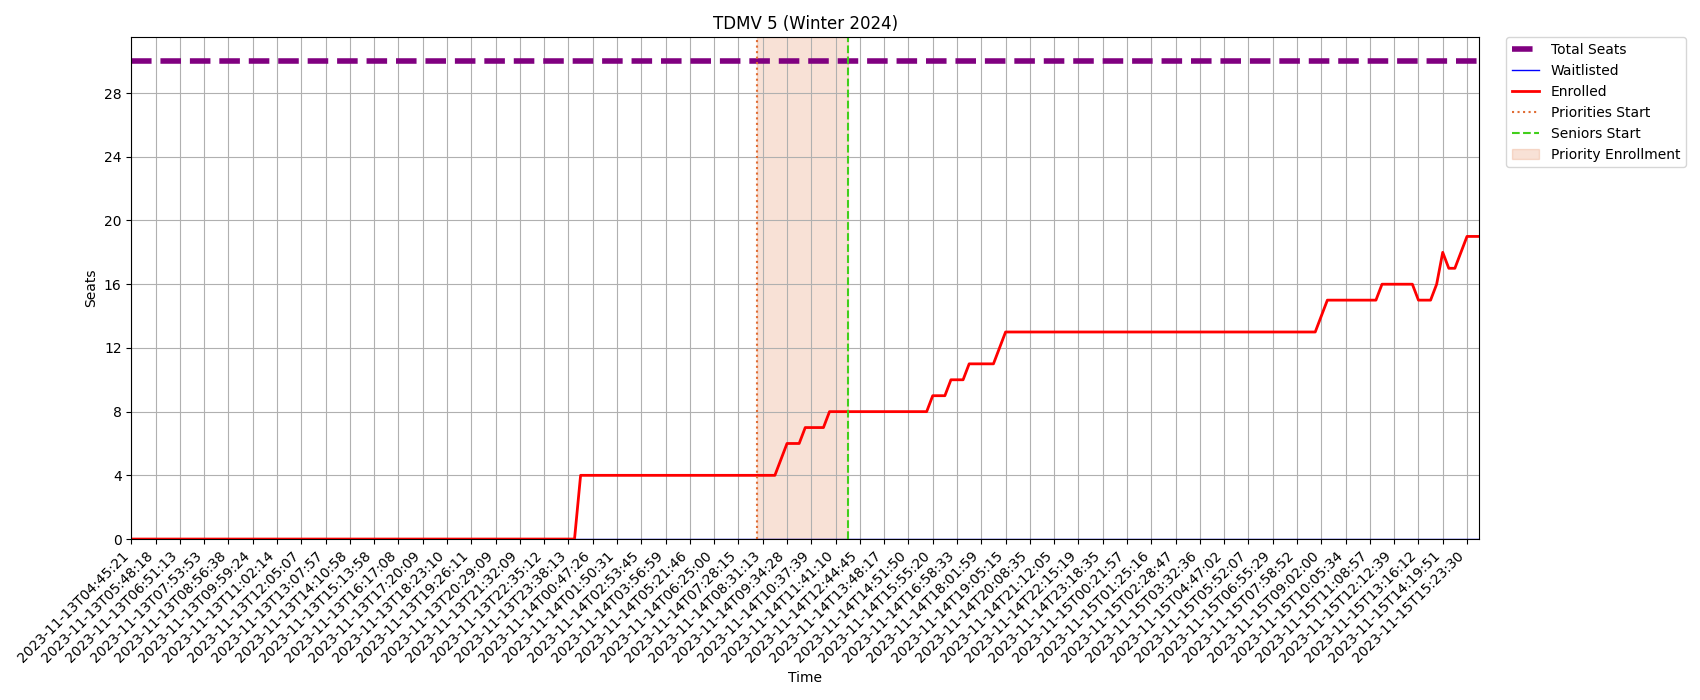 TDMV 5 (Winter 2024)
Total Seats
Waitlisted
Enrolled
Priorities Start
Seniors Start
Priority Enrollment
Seats
28
24
20
16
12
8
4
0
2023-11-13T04:45:21
2023-11-13T05:48:18
2023-11-13T06:51:13
2023-11-13T07:53:53
2023-11-13T08:56:38
2023-11-13T09:59:24
2023-11-13T11:02:14
2023-11-13T12:05:07
2023-11-13T13:07:57
2023-11-13T14:10:58
2023-11-13T15:13:58
2023-11-13T16:17:08
2023-11-13T17:20:09
2023-11-13T18:23:10
2023-11-13T19:26:11
2023-11-13T20:29:09
2023-11-13T21:32:09
2023-11-13T22:35:12
2023-11-13T23:38:13
2023-11-14T00:47:26
2023-11-14T01:50:31
2023-11-14T02:53:45
2023-11-14T03:56:59
2023-11-14T05:21:46
2023-11-14T06:25:00
2023-11-14T07:28:15
2023-11-14T08:31:13
2023-11-14T09:34:28
2023-11-14T10:37:39
2023-11-14T11:41:10
2023-11-14T12:44:45
2023-11-14T13:48:17
2023-11-14T14:51:50
2023-11-14T15:55:20
2023-11-14T16:58:33
2023-11-14T18:01:59
2023-11-14T19:05:15
2023-11-14T20:08:35
2023-11-14T21:12:05
2023-11-14T22:15:19
2023-11-14T23:18:35
2023-11-15T00:21:57
2023-11-15T01:25:16
2023-11-15T02:28:47
2023-11-15T03:32:36
2023-11-15T04:47:02
2023-11-15T05:52:07
2023-11-15T06:55:29
2023-11-15T07:58:52
2023-11-15T09:02:00
2023-11-15T10:05:34
2023-11-15T11:08:57
2023-11-15T12:12:39
2023-11-15T13:16:12
2023-11-15T14:19:51
2023-11-15T15:23:30
Time